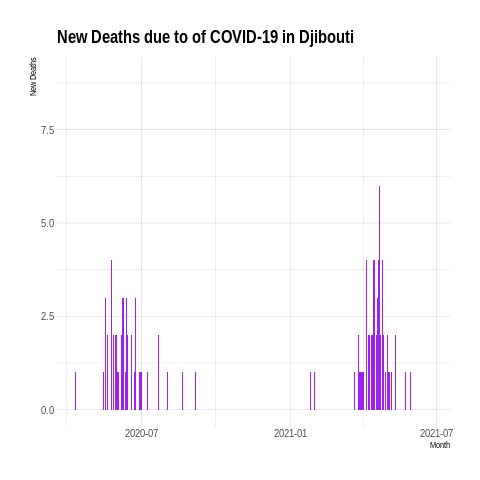 New Deaths due to of COVID-19 in Djibouti
New Deaths
7.5
5.0
2.5
0.0
2020-07
2021-01
2021-07
Month